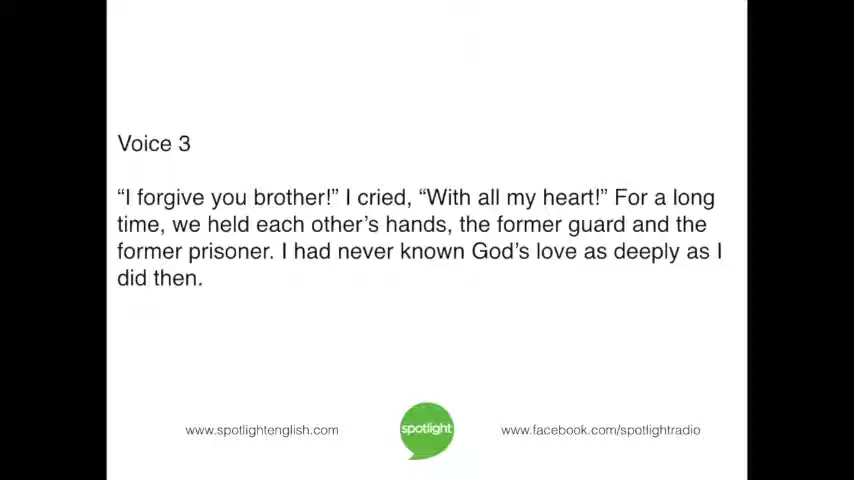 Voice 3
“I forgive you brother!” I cried, “With all my heart!” For a long
time, we held each other’s hands, the former guard and the
former prisoner. I had never known God’s love as deeply as I
did then.
www.spotlightenglish.com
spotlight
www.facebook.com/spotlightradio